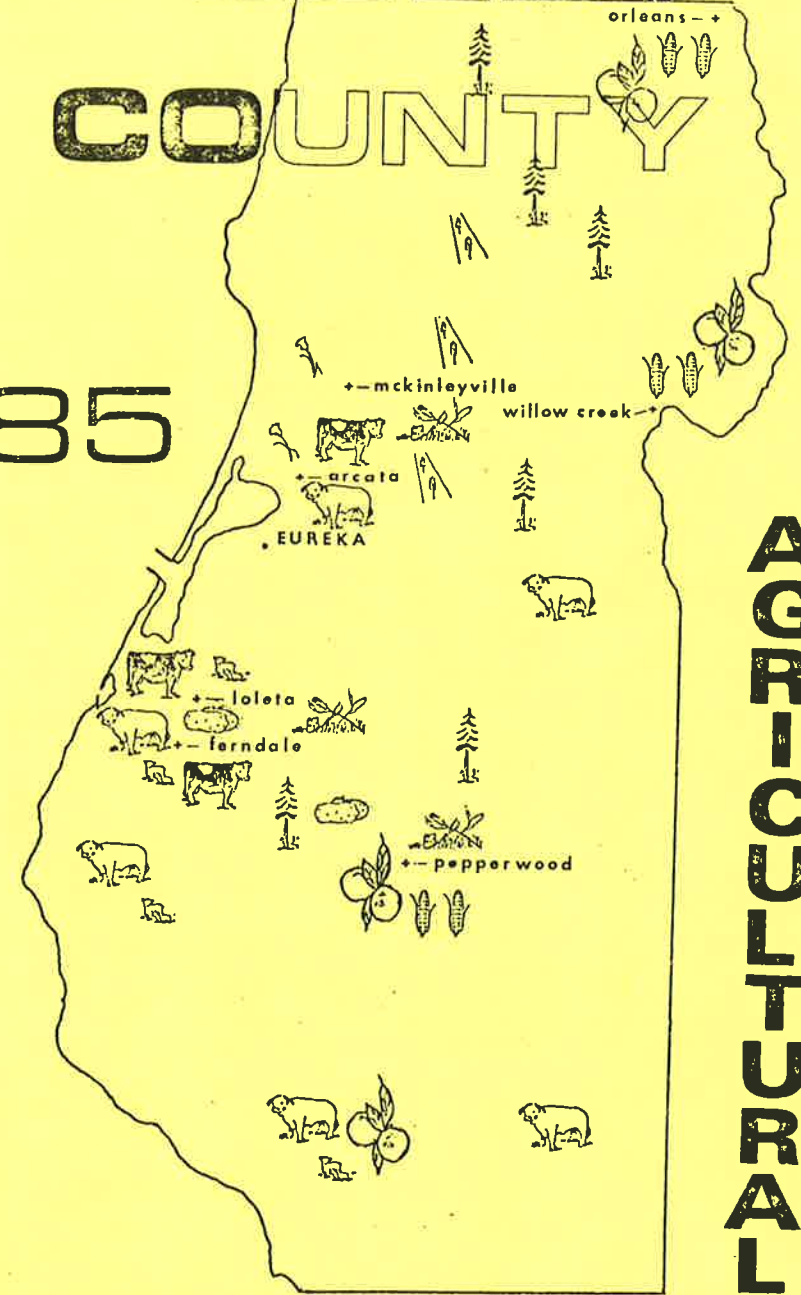 orleans
COUNTY
85
mckinleyville
willow creek
arcata
EUREKA
loleta
ferndale
pepperwood
AGRICULTURAL